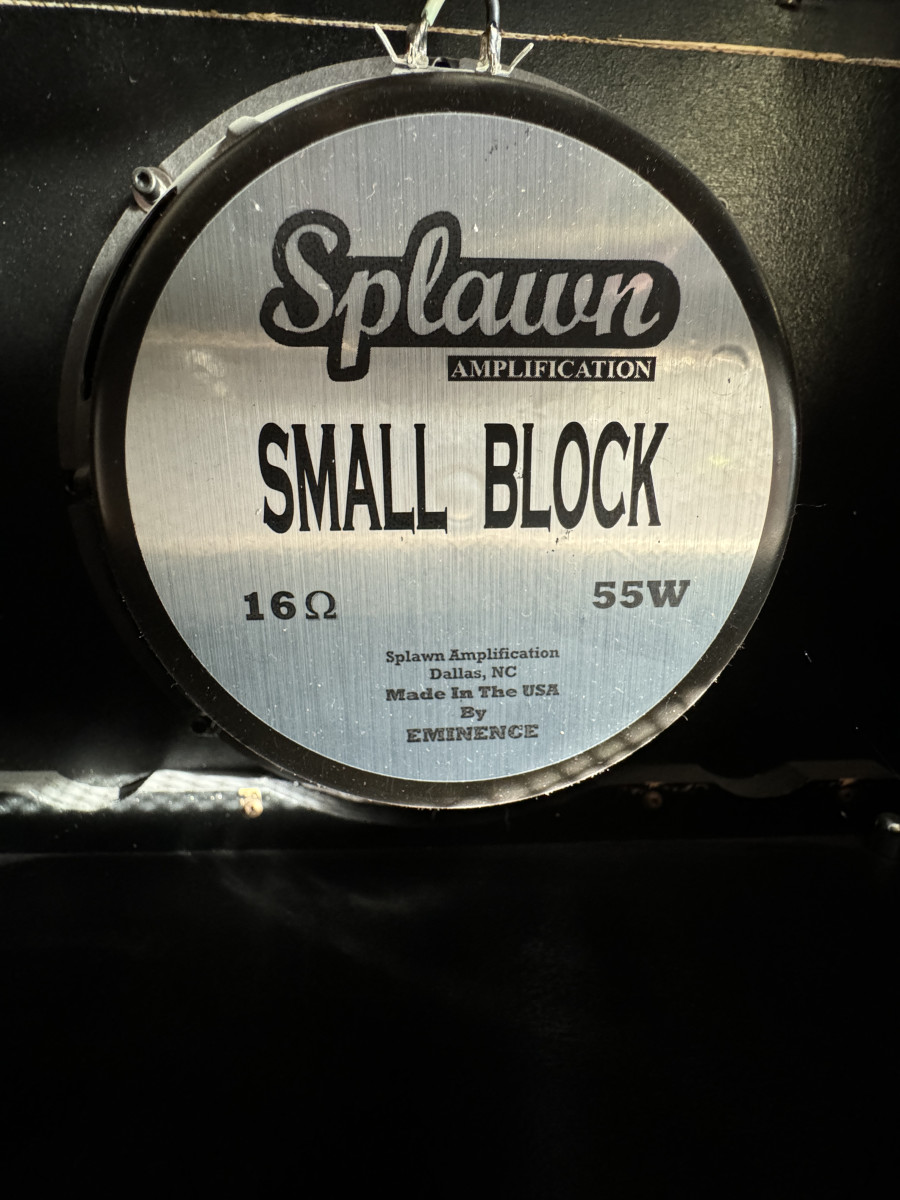 Splawn
AMPLIFICATION
SMALL BLOCK
16Ω 55W
Splawn Amplification
Dallas, NC
Made In The USA
By
EMINENCE